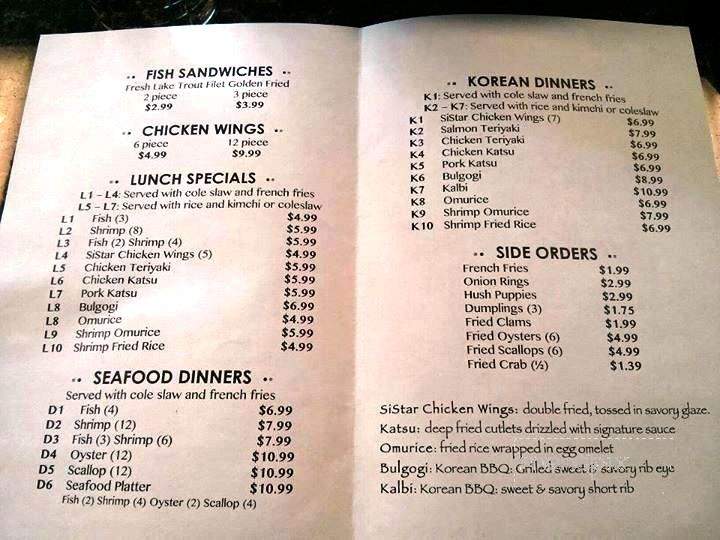 FISH SANDWICHES
Fresh Lake Trout Filet Golden Fried
2 piece 3 piece
$2.99 $3.99
CHICKEN WINGS
6 piece 12 piece
$4.99 $9.99
LUNCH SPECIALS
L1 – L4: Served with cole slaw and french fries
L5 – L7: Served with rice and kimchi or coleslaw
L1 Fish (3) $4.99
L2 Shrimp (8) $5.99
L3 Fish (2) Shrimp (4) $5.99
L4 SiStar Chicken Wings (5) $4.99
L5 Chicken Teriyaki $5.99
L6 Chicken Katsu $5.99
L7 Pork Katsu $5.99
L8 Bulgogi $6.99
L8 Omurice $4.99
L9 Shrimp Omurice $5.99
L10 Shrimp Fried Rice $4.99
SEAFOOD DINNERS
Served with cole slaw and french fries
D1 Fish (4) $6.99
D2 Shrimp (12) $7.99
D3 Fish (3) Shrimp (6) $7.99
D4 Oyster (12) $10.99
D5 Scallop (12) $10.99
D6 Seafood Platter $10.99
Fish (2) Shrimp (4) Oyster (2) Scallop (4)
KOREAN DINNERS
K1: Served with cole slaw and french fries
K2 – K7: Served with rice and kimchi or coleslaw
K1 SiStar Chicken Wings (7) $6.99
K2 Salmon Teriyaki $7.99
K3 Chicken Teriyaki $6.99
K4 Chicken Katsu $6.99
K5 Pork Katsu $6.99
K6 Bulgogi $8.99
K7 Kalbi $10.99
K8 Omurice $6.99
K9 Shrimp Omurice $7.99
K10 Shrimp Fried Rice $6.99
SIDE ORDERS
French Fries $1.99
Onion Rings $2.99
Hush Puppies $2.99
Dumplings (3) $1.75
Fried Clams $1.99
Fried Oysters (6) $4.99
Fried Scallops (6) $4.99
Fried Crab (½) $1.39
SiStar Chicken Wings: double fried, tossed in savory glaze.
Katsu: deep fried cutlets drizzled with signature sauce
Omurice: fried rice wrapped in egg omelet
Bulgogi: Korean BBQ: Grilled sweet & savory rib eye
Kalbi: Korean BBQ: sweet & savory short rib